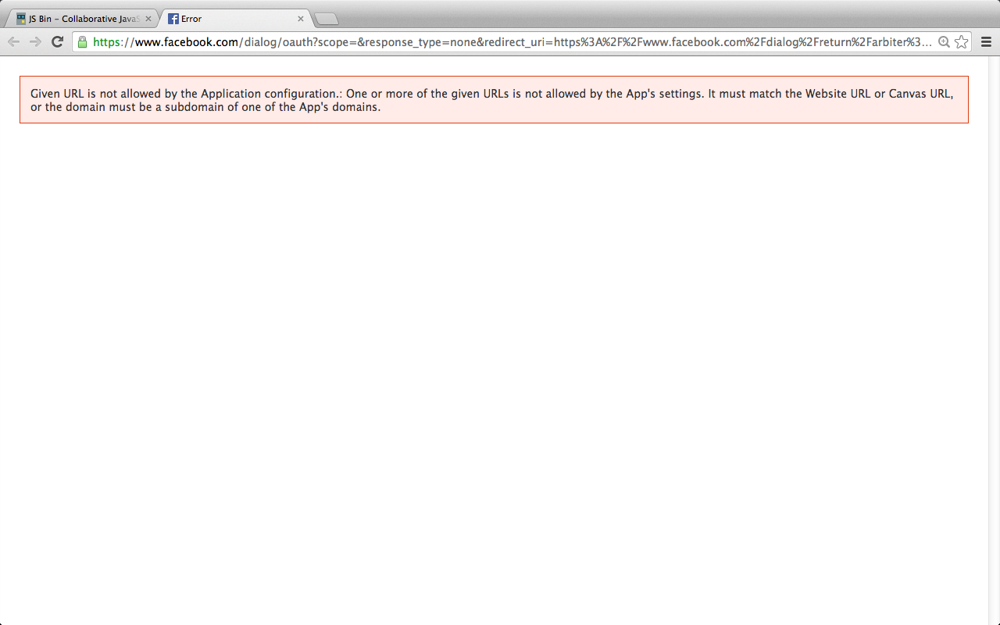 JS Bin - Collaborative JavaS
Error
https://www.facebook.com/dialog/oauth?scope=&response_type=none&redirect_uri=https%3A%2F%2Fwww.facebook.com%2Fdialog%2Freturn%2Farbiter%3...
Given URL is not allowed by the Application configuration.: One or more of the given URLs is not allowed by the App's settings. It must match the Website URL or Canvas URL,
or the domain must be a subdomain of one of the App's domains.